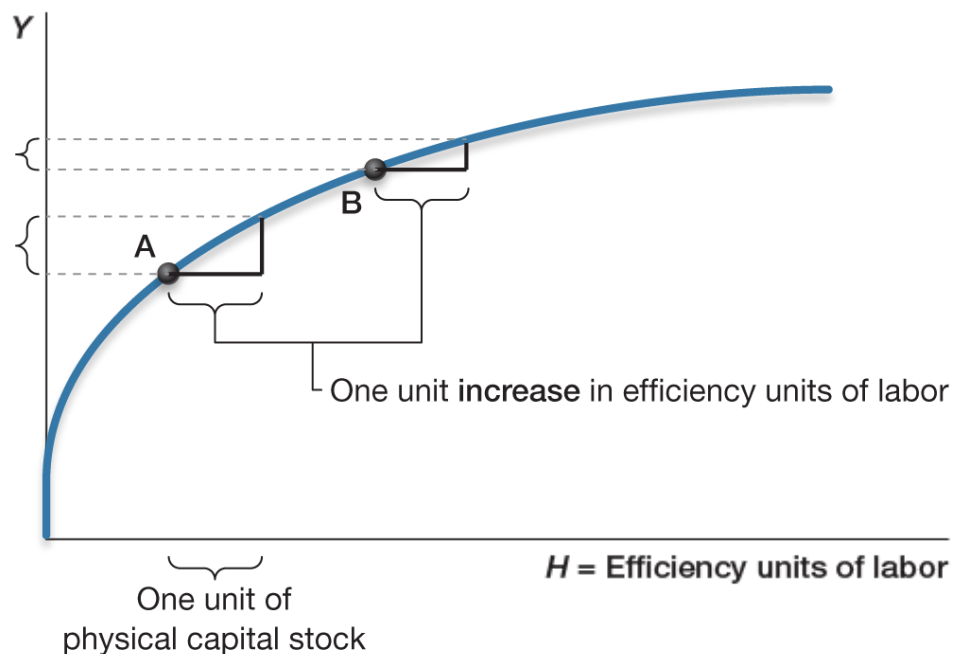 Y
A
B
One unit increase in efficiency units of labor
H = Efficiency units of labor
One unit of
physical capital stock